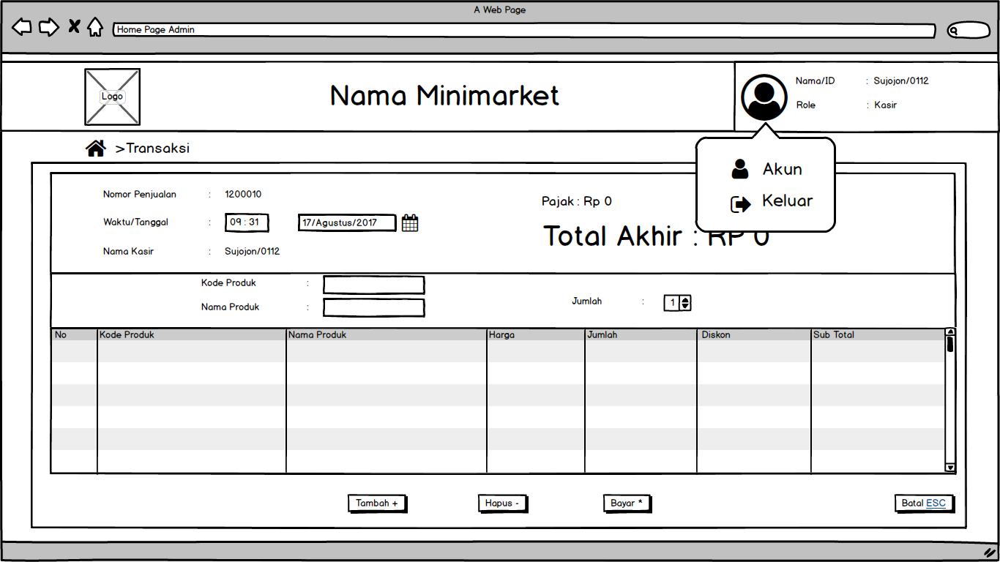 A Web Page
Home Page Admin
Logo
Nama Minimarket
Nama/ID : Sujojon/0112
Role : Kasir
>Transaksi
Akun
Keluar
Nomor Penjualan : 1200010
Waktu/Tanggal : 09 : 31 17/Agustus/2017
Nama Kasir : Sujojon/0112
Pajak : Rp 0
Total Akhir : RP 0
Kode Produk :
Nama Produk :
Jumlah : 1
No Kode Produk Nama Produk Harga Jumlah Diskon Sub Total
Tambah + Hapus - Bayar * Batal ESC